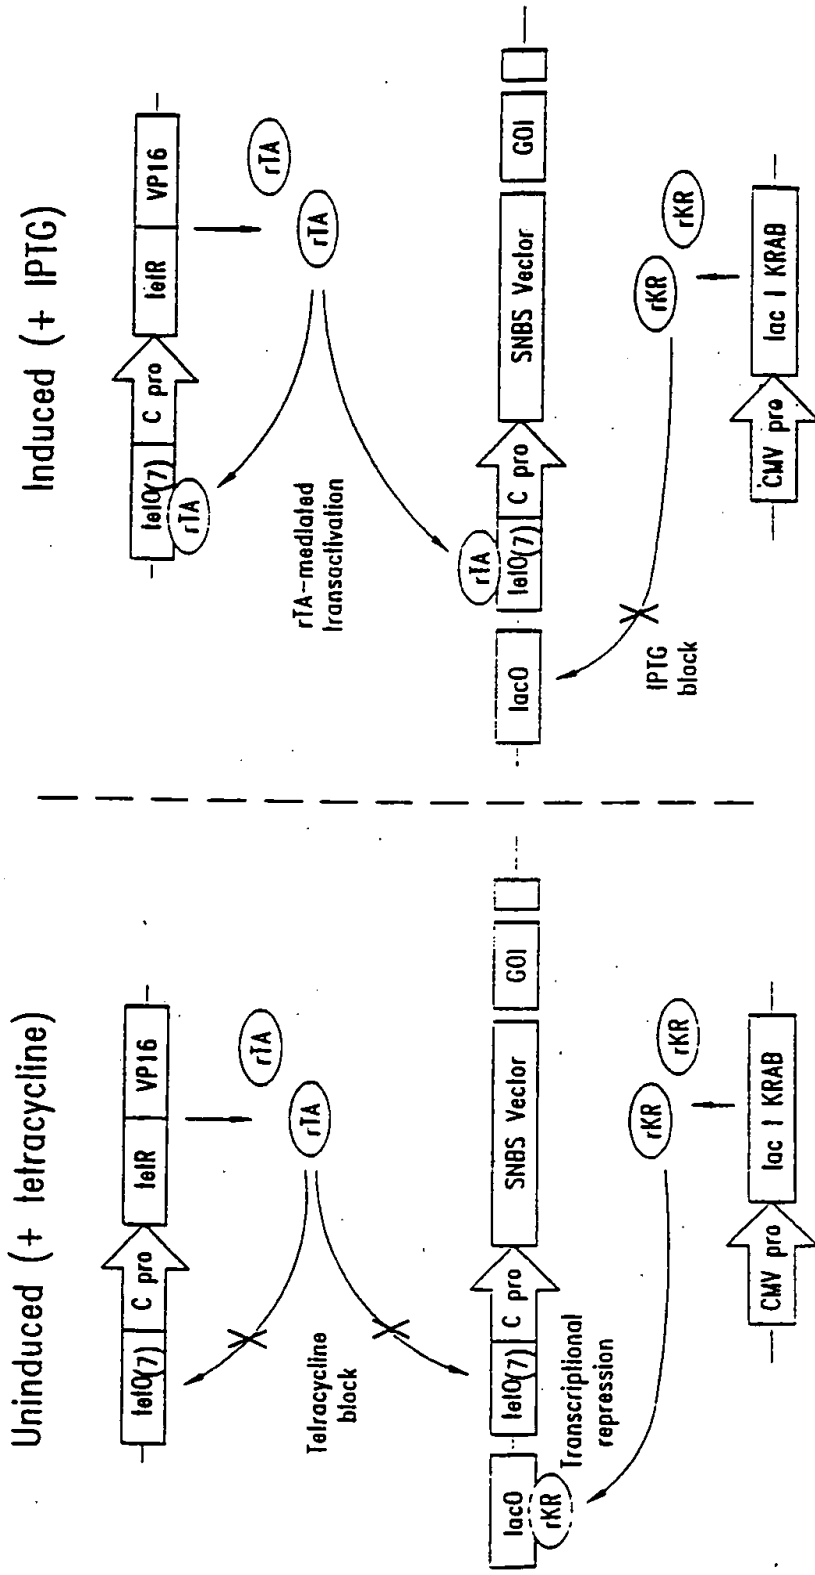 Uninduced (+ tetracycline)
tetO(7) C pro tetR VP16
rTA
rTA
Tetracycline
block
lacO tetO(7) C pro SNBS Vector GOI
rKR
Transcriptional
repression
rKR
rKR
CMV pro lac I KRAB
Induced (+ IPTG)
tetO(7) C pro tetR VP16
rTA
rTA
rTA
rTA-mediated
transactivation
rTA
lacO tetO(7) C pro SNBS Vector GOI
IPTG
block
rKR
rKR
CMV pro lac I KRAB